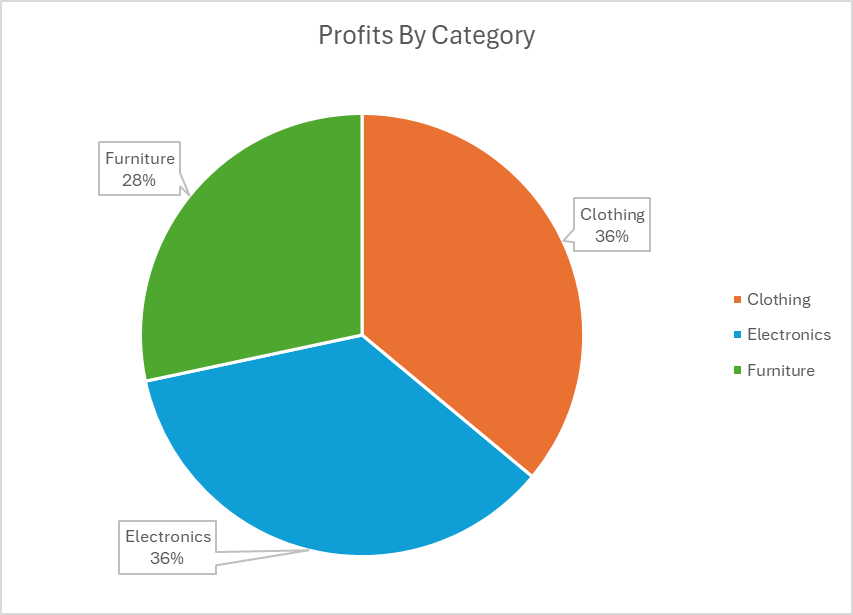 Profits By Category
Furniture
28%
Clothing
36%
Electronics
36%
Clothing
Electronics
Furniture